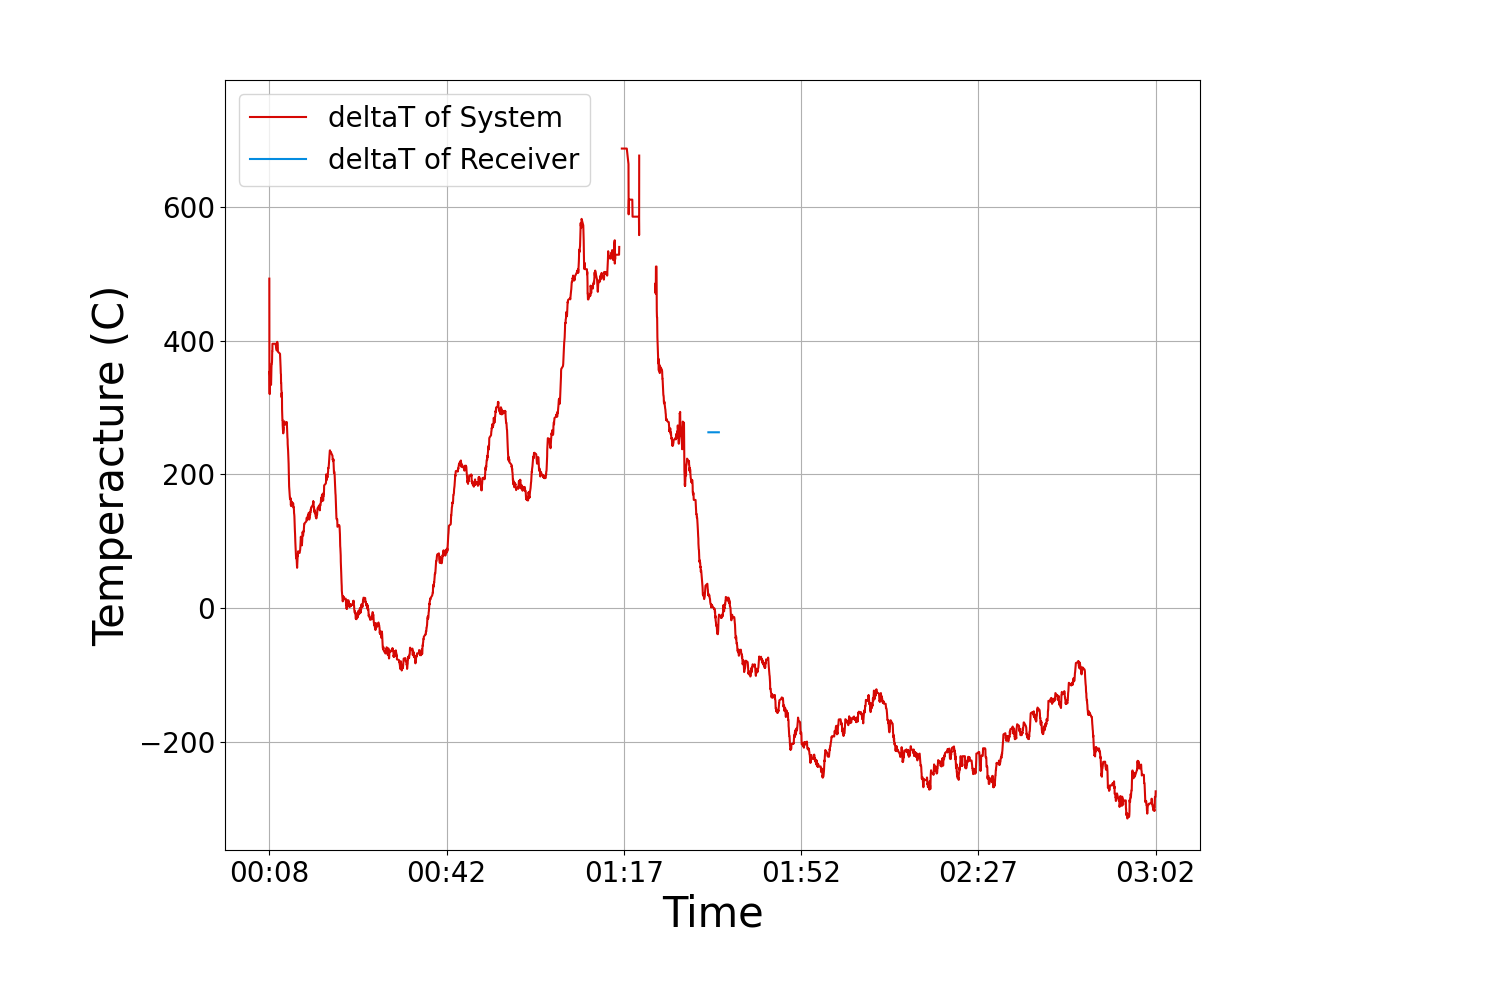 deltaT of System
deltaT of Receiver
600
400
200
0
−200
Temperacture (C)
00:08 00:42 01:17 01:52 02:27 03:02
Time